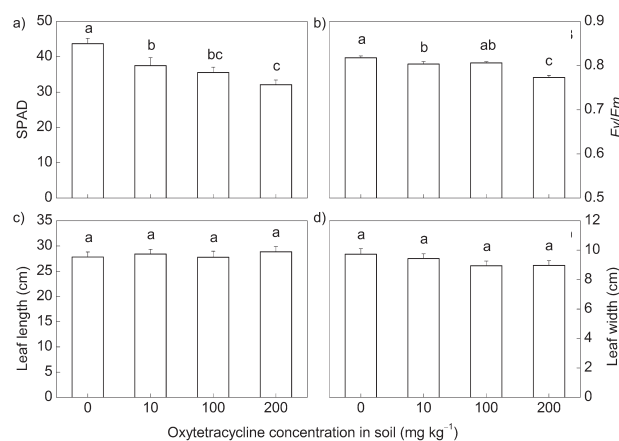 a)
50
40
30
20
10
0
SPAD
a
b
bc
c
b)
a
b
ab
c
0.9
0.8
0.7
0.6
0.5
Fv/Fm
c)
35
30
25
20
15
10
5
0
Leaf length (cm)
a
a
a
a
d)
a
a
a
a
12
10
8
6
4
2
0
Leaf width (cm)
0 10 100 200
0 10 100 200
Oxytetracycline concentration in soil (mg kg⁻¹)